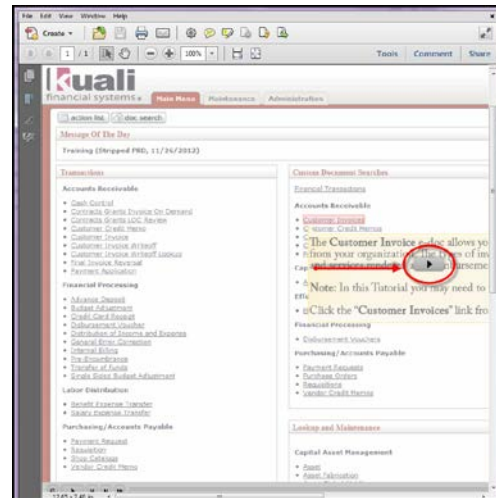 File Edit View Window Help
Create
1 / 1 100% Tools Comment Share
kuali
financial systems Main Menu Maintenance Administration
action list doc search
Message Of The Day
Training (Stripped PRD, 11/26/2012)
Transactions
Accounts Receivable
Cash Control
Contracts Grants Invoice On Demand
Contracts Grants LOC Review
Customer Credit Memo
Customer Invoice
Customer Invoice Writeoff
Customer Invoice Writeoff Lookup
Final Invoice Reversal
Payment Application
Financial Processing
Advance Deposit
Budget Adjustment
Credit Card Receipt
Disbursement Voucher
Distribution of Income and Expense
General Error Correction
Internal Billing
Pre-Encumbrance
Transfer of Funds
Single Sided Budget Adjustment
Labor Distribution
Benefit Expense Transfer
Salary Expense Transfer
Purchasing/Accounts Payable
Payment Request
Requisition
Shop Catalogs
Vendor Credit Memo
Custom Document Searches
Financial Transactions
Accounts Receivable
Customer Invoices
Customer Credit Memos
The Customer Invoice e-doc allows yo
from your organization. The types of in
and services rendered
Note: In this Tutorial you may need to
Click the "Customer Invoices" link fro
Financial Processing
Disbursement Vouchers
Purchasing/Accounts Payable
Payment Requests
Purchase Orders
Requisitions
Vendor Credit Memos
Lookup and Maintenance
Capital Asset Management
Asset
Asset Fabrication